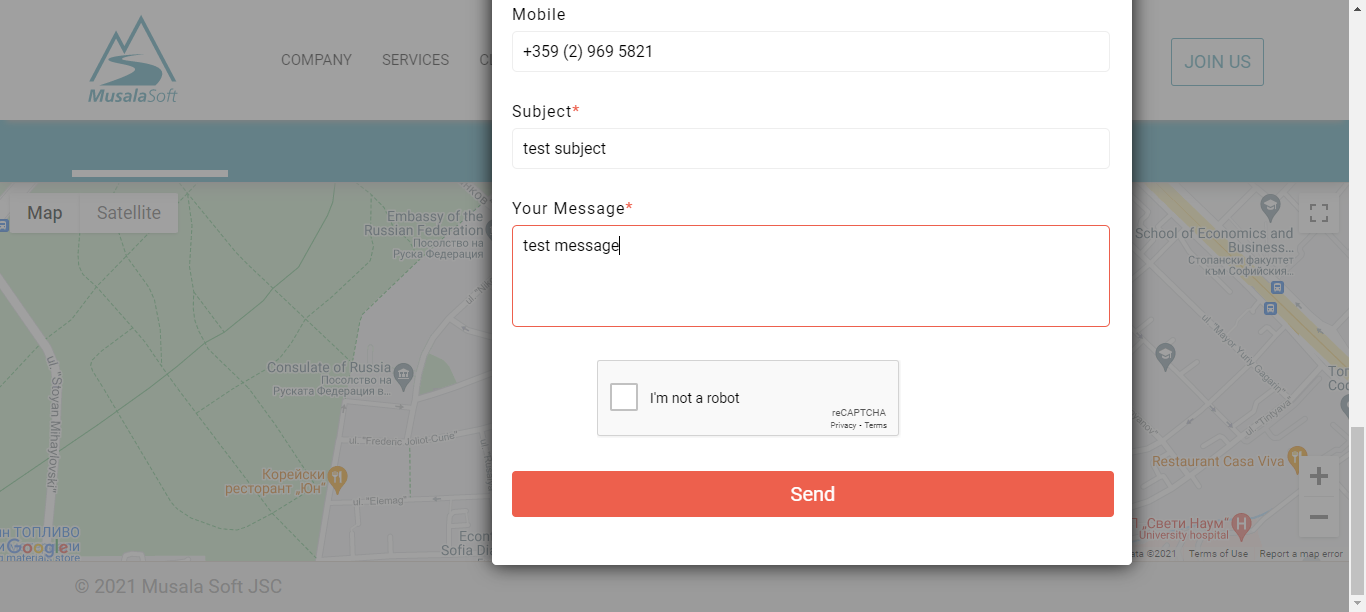 Mobile
+359 (2) 969 5821
MusalaSoft
COMPANY SERVICES
JOIN US
Subject*
test subject
Map Satellite
Your Message*
test message
Embassy of the
Russian Federation
Посолство на
Руска Федерация
School of Economics and
Business...
Стопански факултет
към Софийския...
ul. "Mayor Yuriy Gagarin"
Consulate of Russia
Посолство на
Руската Федерация в...
ul. "Stoyan Mihaylovski"
I'm not a robot
reCAPTCHA
Privacy - Terms
ul. "Frederic Joliot-Curie"
ul. "Tintyava"
Restaurant Casa Viva
Корейски
ресторант „Юн"
ul. "Elemag"
Send
„Свети Наум"
University hospital
ТОПЛИВО
Google
material store
©2021 Terms of Use Report a map error
© 2021 Musala Soft JSC